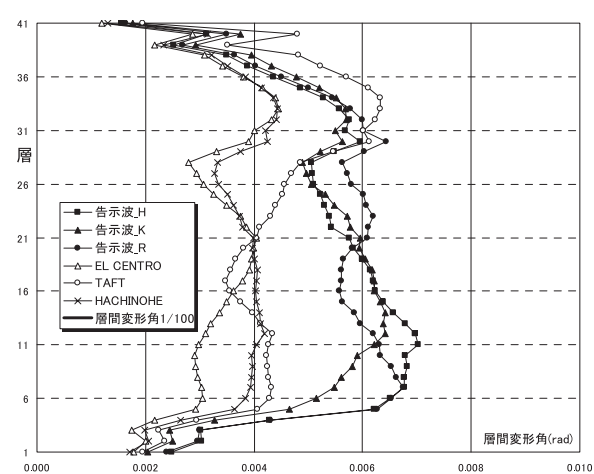 41
36
31
層
26
21
16
11
6
1
告示波_H
告示波_K
告示波_R
EL CENTRO
TAFT
HACHINOHE
層間変形角1/100
層間変形角(rad)
0.000
0.002
0.004
0.006
0.008
0.010